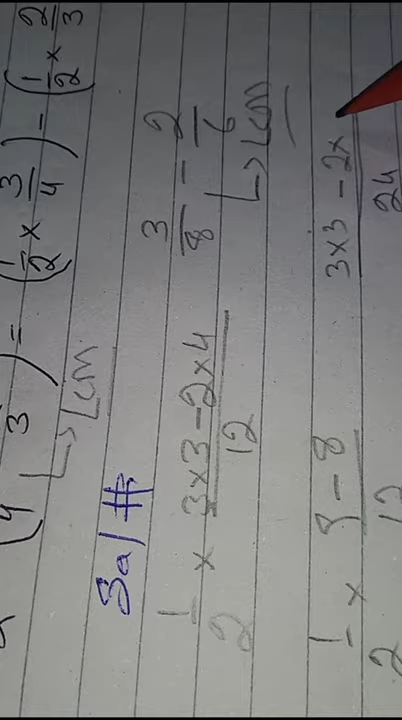 (4 3) = (1/2 × 3/4) - (1/2 × 2/3
↳ Lcm
Sol #
1/2 × 3×3-2×4/12 3/8 - 2/6
↳ Lcm
1/2 × 9-8/12 3×3-2×/24